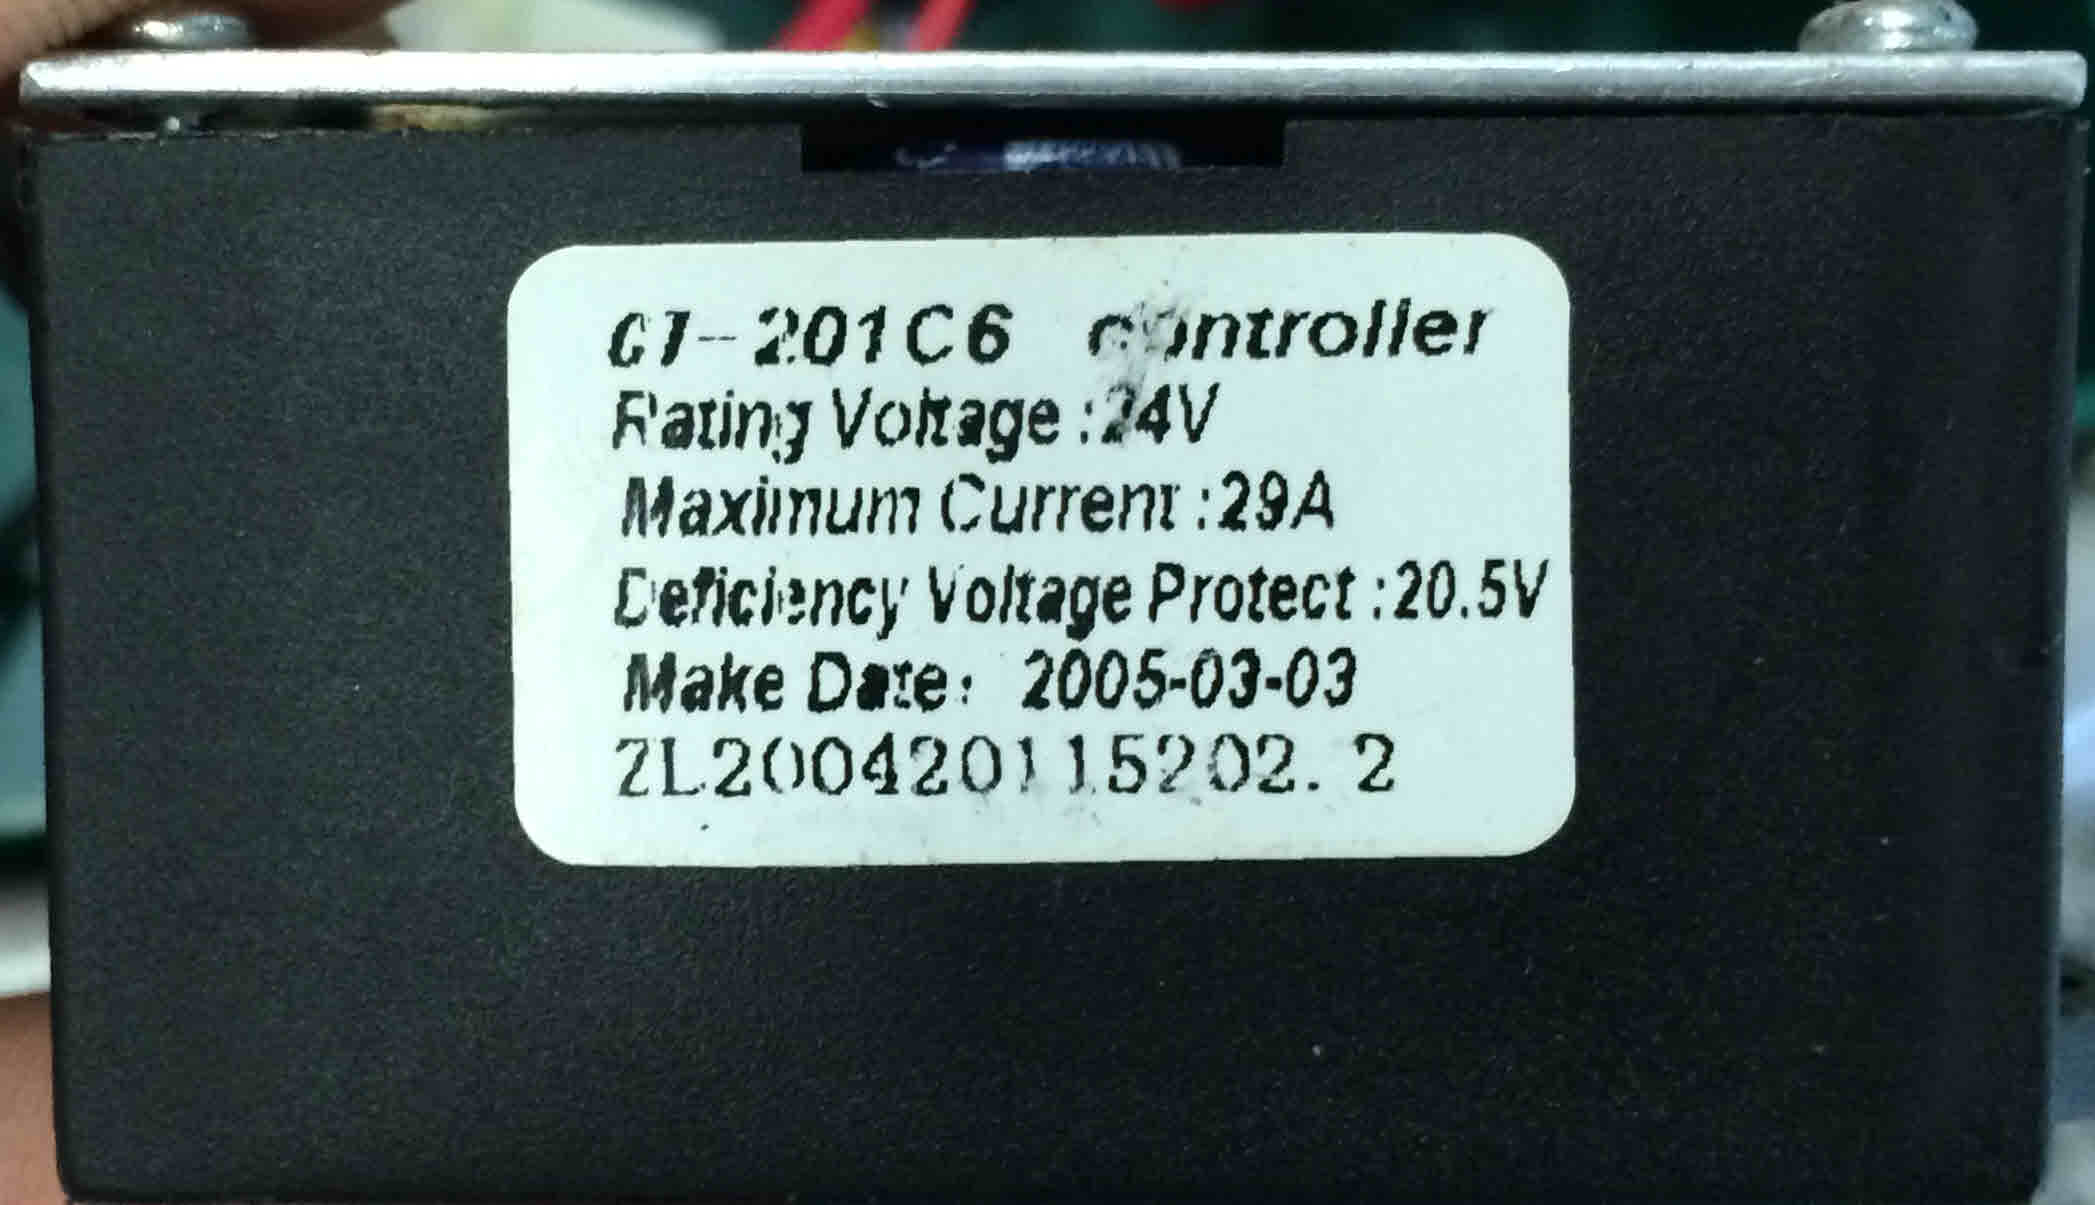 CT-201C6 controller
Rating Voltage :24V
Maximum Current :29A
Deficiency Voltage Protect :20.5V
Make Date: 2005-03-03
ZL200420115202. 2